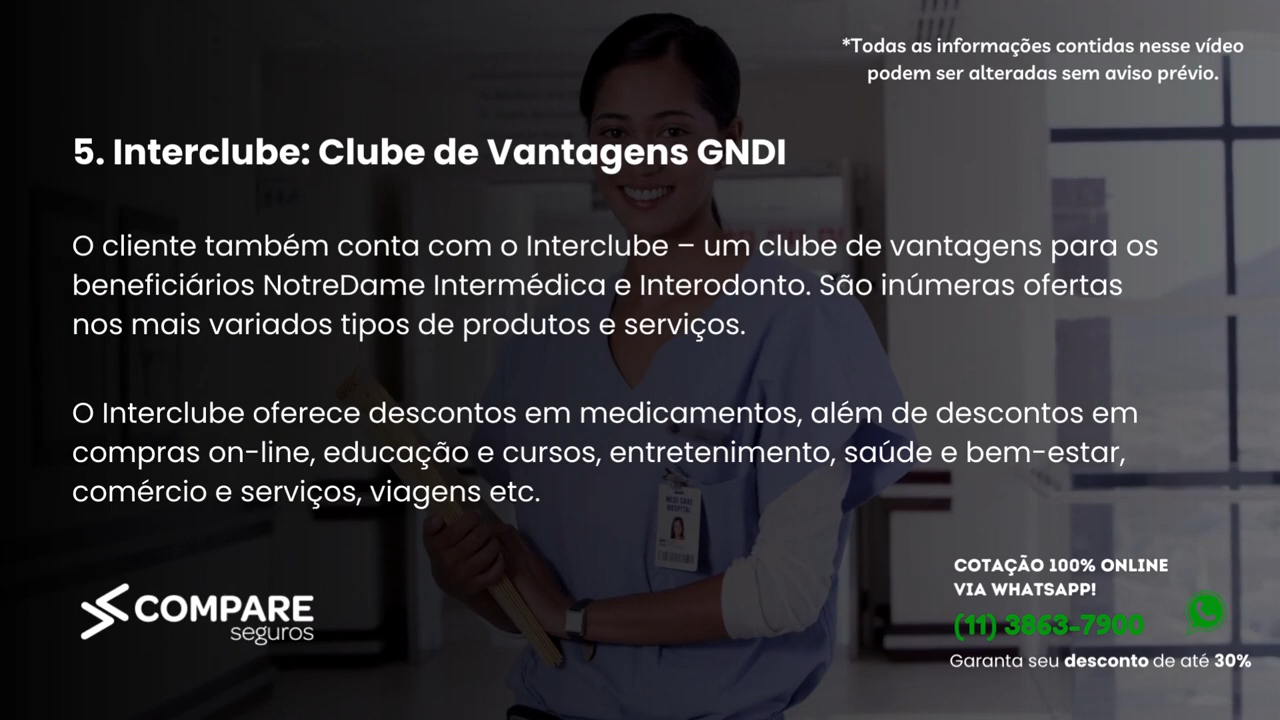 *Todas as informações contidas nesse vídeo
podem ser alteradas sem aviso prévio.
5. Interclube: Clube de Vantagens GNDI
O cliente também conta com o Interclube – um clube de vantagens para os
beneficiários NotreDame Intermédica e Interodonto. São inúmeras ofertas
nos mais variados tipos de produtos e serviços.
O Interclube oferece descontos em medicamentos, além de descontos em
compras on-line, educação e cursos, entretenimento, saúde e bem-estar,
comércio e serviços, viagens etc.
MEDI CARE
HOSPITAL
COMPARE
seguros
COTAÇÃO 100% ONLINE
VIA WHATSAPP!
(11) 3863-7900
Garanta seu desconto de até 30%